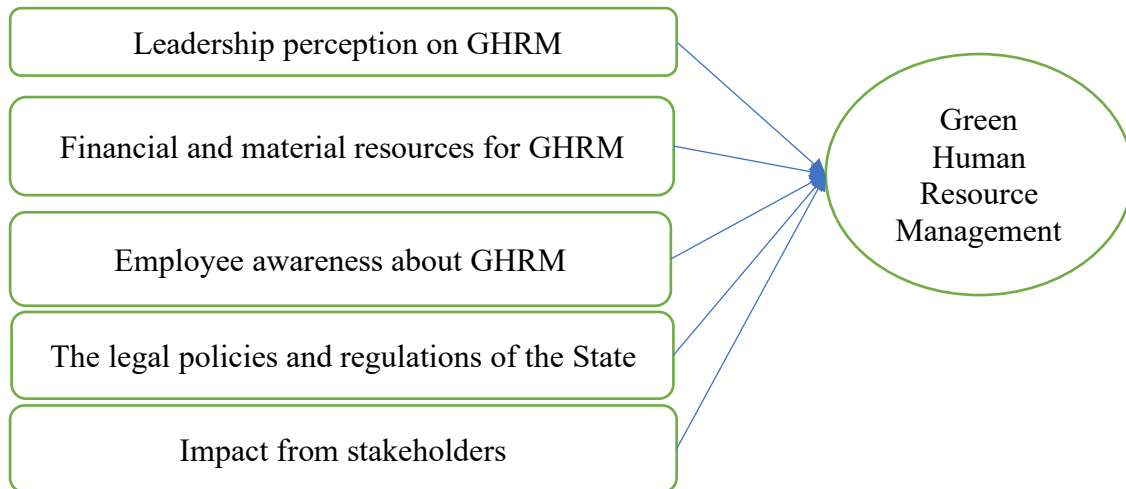 Leadership perception on GHRM
Financial and material resources for GHRM
Employee awareness about GHRM
The legal policies and regulations of the State
Impact from stakeholders
Green
Human
Resource
Management